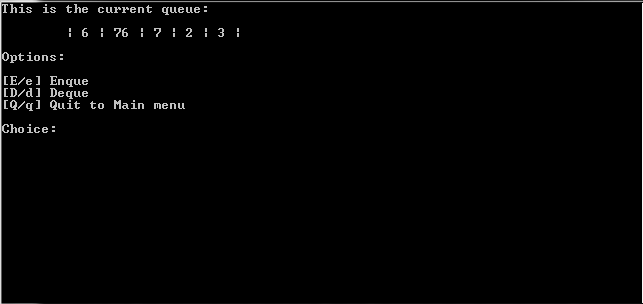 This is the current queue:
¦ 6 ¦ 76 ¦ 7 ¦ 2 ¦ 3 ¦
Options:
[E/e] Enque
[D/d] Deque
[Q/q] Quit to Main menu
Choice: